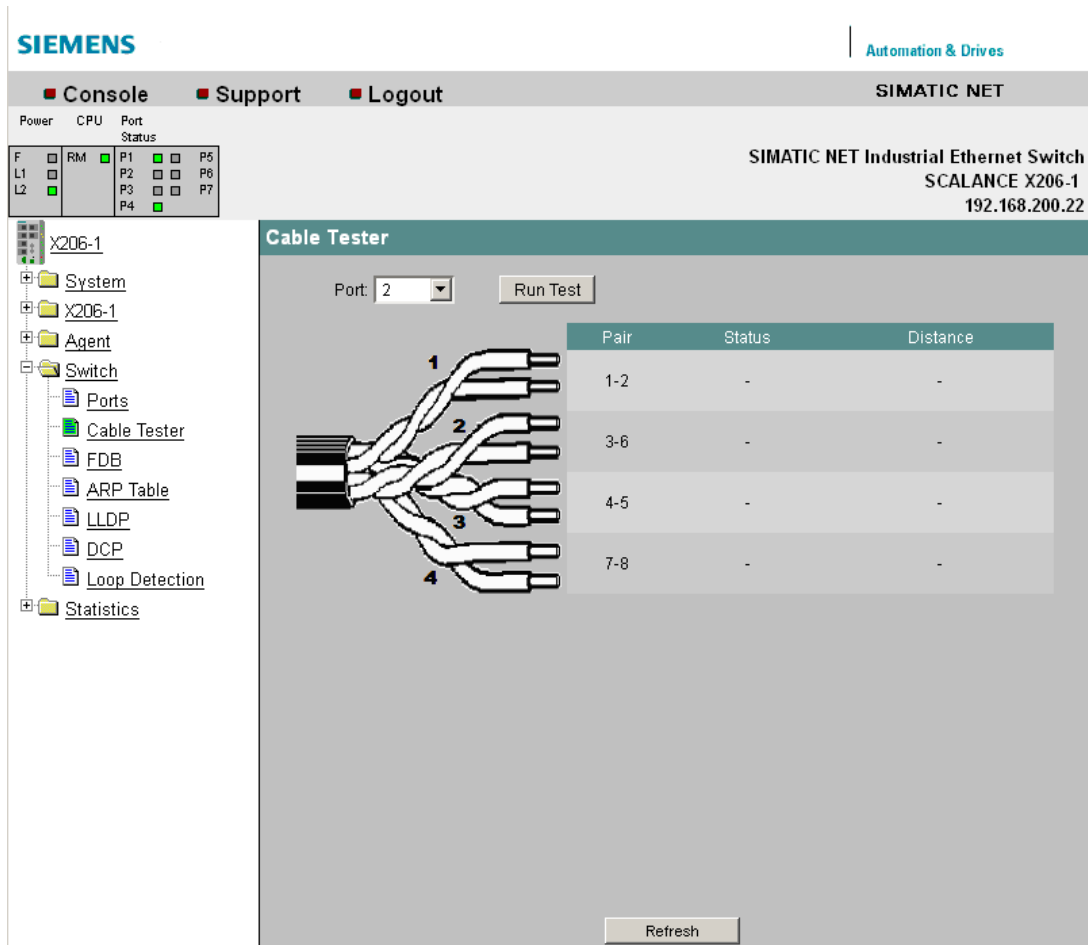 SIEMENS
Automation & Drives
Console Support Logout
SIMATIC NET
Power CPU Port Status
F RM P1 P5
L1 P2 P6
L2 P3 P7
P4
SIMATIC NET Industrial Ethernet Switch
SCALANCE X206-1
192.168.200.22
X206-1
System
X206-1
Agent
Switch
Ports
Cable Tester
FDB
ARP Table
LLDP
DCP
Loop Detection
Statistics
Cable Tester
Port: 2 Run Test
Pair Status Distance
1-2 - -
3-6 - -
4-5 - -
7-8 - -
1
2
3
4
Refresh